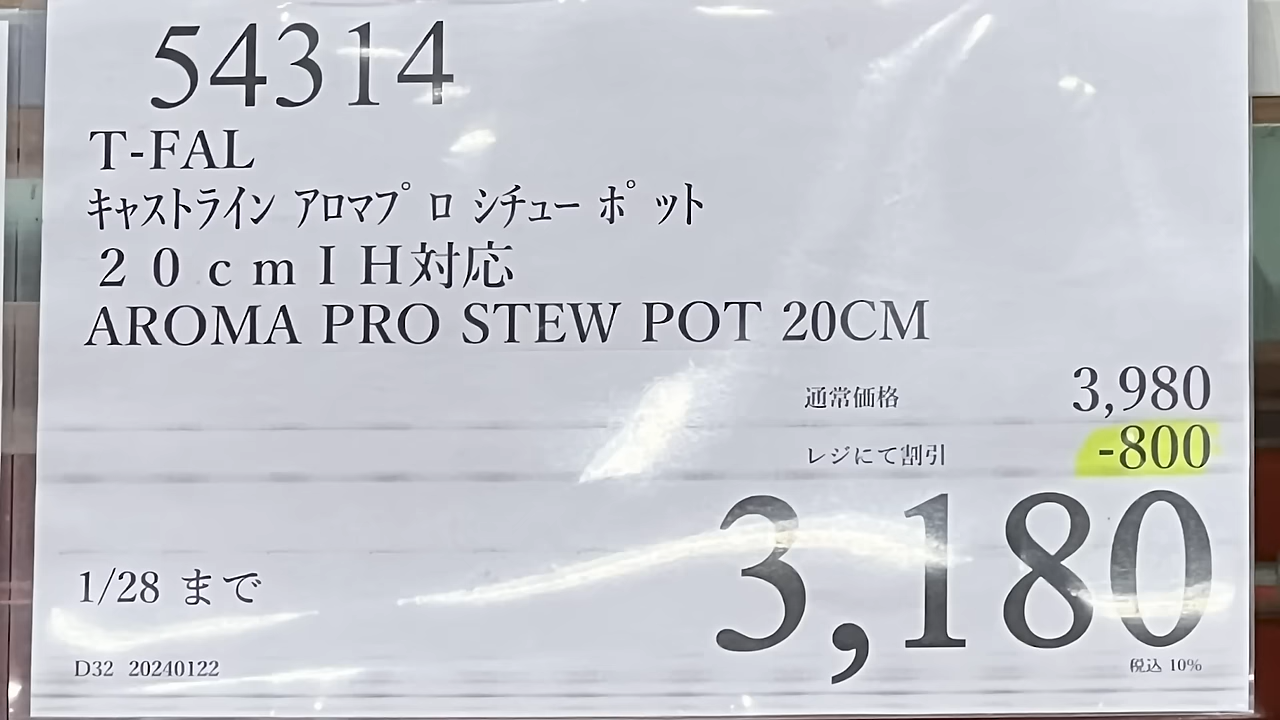 54314
T-FAL
ｷｬｽﾄﾗｲﾝ ｱﾛﾏﾌﾟﾛ ｼﾁｭｰ ﾎﾟｯﾄ
２０ｃｍＩＨ対応
AROMA PRO STEW POT 20CM
通常価格 3,980
レジにて割引 -800
3,180
1/28 まで
D32 20240122
税込 10%